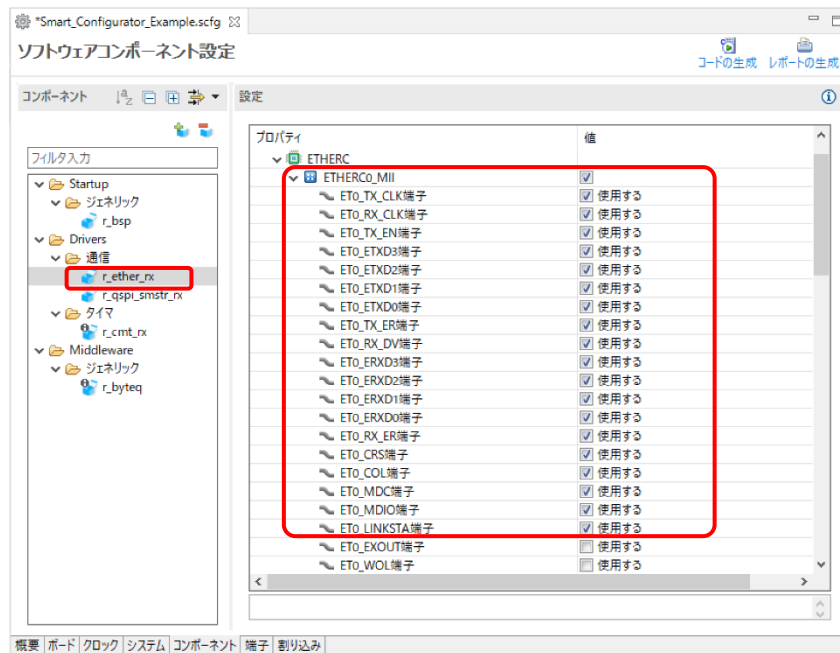 *Smart_Configurator_Example.scfg
ソフトウェアコンポーネント設定
コードの生成 レポートの生成
コンポーネント
設定
フィルタ入力
Startup
ジェネリック
r_bsp
Drivers
通信
r_ether_rx
r_qspi_smstr_rx
タイマ
r_cmt_rx
Middleware
ジェネリック
r_byteq
プロパティ 値
ETHERC
ETHERC0_MII
ET0_TX_CLK端子 使用する
ET0_RX_CLK端子 使用する
ET0_TX_EN端子 使用する
ET0_ETXD3端子 使用する
ET0_ETXD2端子 使用する
ET0_ETXD1端子 使用する
ET0_ETXD0端子 使用する
ET0_TX_ER端子 使用する
ET0_RX_DV端子 使用する
ET0_ERXD3端子 使用する
ET0_ERXD2端子 使用する
ET0_ERXD1端子 使用する
ET0_ERXD0端子 使用する
ET0_RX_ER端子 使用する
ET0_CRS端子 使用する
ET0_COL端子 使用する
ET0_MDC端子 使用する
ET0_MDIO端子 使用する
ET0_LINKSTA端子 使用する
ET0_EXOUT端子 使用する
ET0_WOL端子 使用する
概要 ボード クロック システム コンポーネント 端子 割り込み